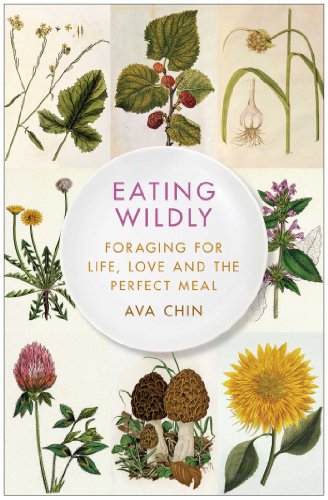 EATING
WILDLY
FORAGING FOR
LIFE, LOVE AND THE
PERFECT MEAL
AVA CHIN